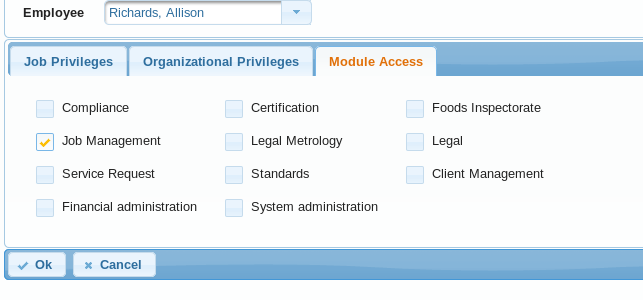 Employee Richards, Allison
Job Privileges Organizational Privileges Module Access
Compliance Certification Foods Inspectorate
Job Management Legal Metrology Legal
Service Request Standards Client Management
Financial administration System administration
Ok Cancel